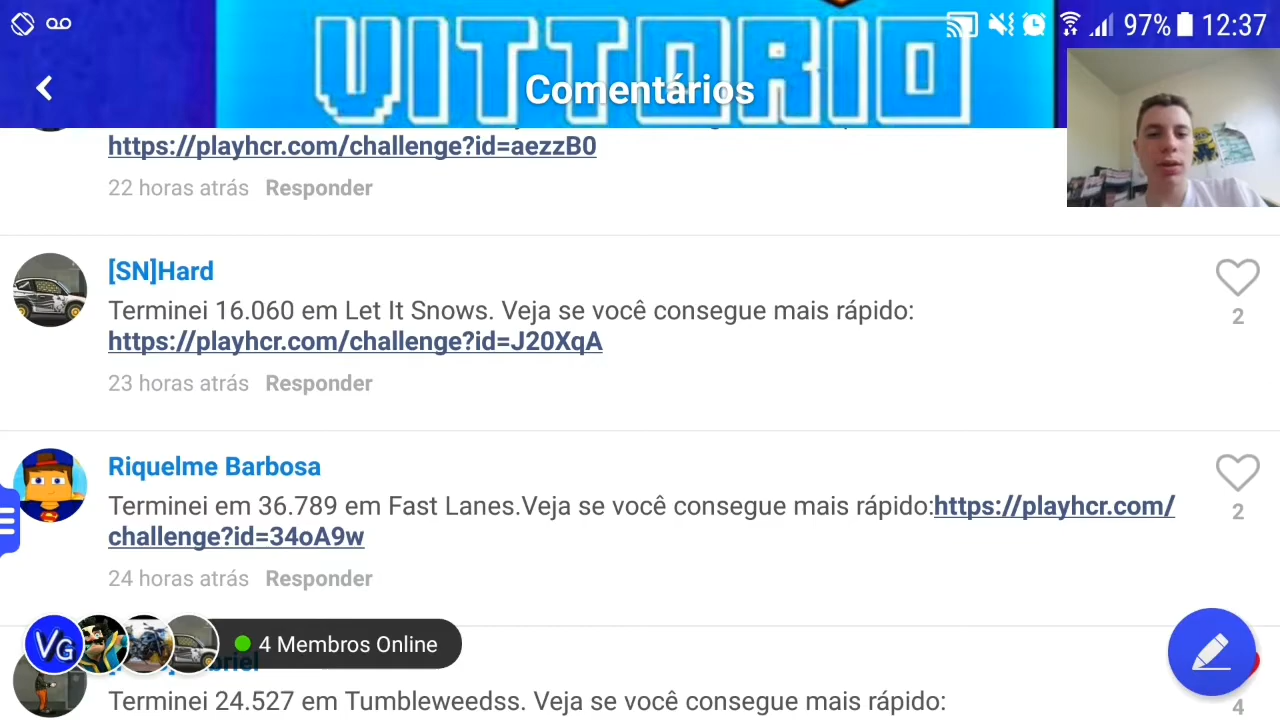 VITTORIO
97% 12:37
Comentários
https://playhcr.com/challenge?id=aezzB0
22 horas atrás Responder
[SN]Hard
Terminei 16.060 em Let It Snows. Veja se você consegue mais rápido:
https://playhcr.com/challenge?id=J20XqA
23 horas atrás Responder
2
Riquelme Barbosa
Terminei em 36.789 em Fast Lanes.Veja se você consegue mais rápido:https://playhcr.com/
challenge?id=34oA9w
2
24 horas atrás Responder
VG 4 Membros Online
Terminei 24.527 em Tumbleweedss. Veja se você consegue mais rápido:
4